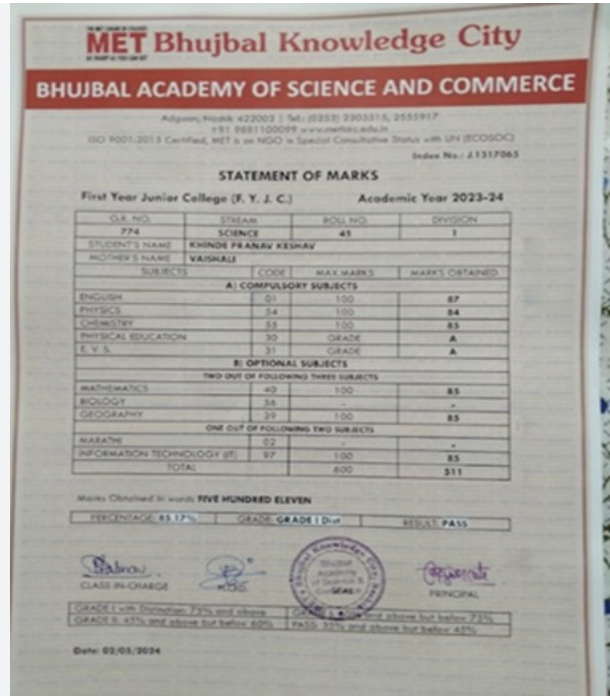 MET Bhujbal Knowledge City
BHUJBAL ACADEMY OF SCIENCE AND COMMERCE
Adgaon, Nashik 422003 | Tel.: (0253) 2303515, 2555917
+91 9881100099 www.metbkc.edu.in
ISO 9001:2015 Certified, MET is an NGO in Special Consultative Status with UN (ECOSOC)
Index No.: J.1317065
STATEMENT OF MARKS
First Year Junior College (F. Y. J. C.) Academic Year 2023-24
G.R. NO. STREAM ROLL NO. DIVISION
774 SCIENCE 45 1
STUDENT'S NAME KHINDE PRANAV KESHAV
MOTHER'S NAME VAISHALI
SUBJECTS CODE MAX.MARKS MARKS OBTAINED
A) COMPULSORY SUBJECTS
ENGLISH 01 100 87
PHYSICS 54 100 84
CHEMISTRY 55 100 85
PHYSICAL EDUCATION 30 GRADE A
E. V. S. 31 GRADE A
B) OPTIONAL SUBJECTS
TWO OUT OF FOLLOWING THREE SUBJECTS
MATHEMATICS 40 100 85
BIOLOGY 56 - -
GEOGRAPHY 39 100 85
ONE OUT OF FOLLOWING TWO SUBJECTS
MARATHI 02 - -
INFORMATION TECHNOLOGY (IT) 97 100 85
TOTAL 600 511
Marks Obtained in words FIVE HUNDRED ELEVEN
PERCENTAGE: 85.17% GRADE: GRADE I Dist RESULT: PASS
Bhujbal Knowledge City
Bhujbal
Academy
of Science &
SEAL
CLASS IN-CHARGE H.O.D. PRINCIPAL
GRADE I with Distinction: 75% and above GRADE I and above but below 75%
GRADE II: 45% and above but below 60% PASS: 35% and above but below 45%
Date: 02/05/2024